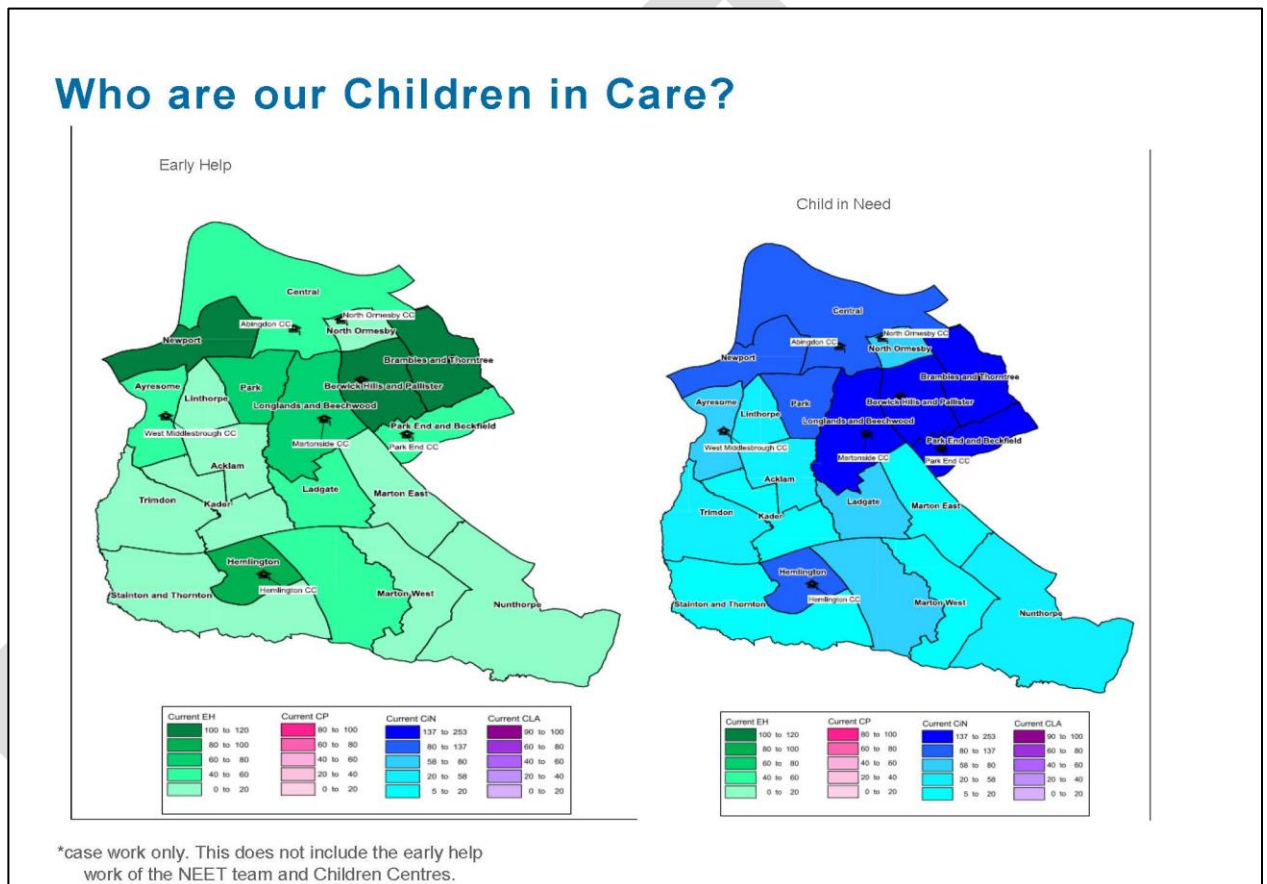 Who are our Children in Care?
Early Help
Central
North Ormesby CC
Abingdon CC
North Ormesby
Newport
Brambles and Thorntree
Ayresome
Park
Berwick Hills and Pallister
Linthorpe
Longlands and Beechwood
Park End and Beckfield
West Middlesbrough CC
Martonside CC
Park End CC
Acklam
Ladgate
Marton East
Trimdon
Kader
Hemlington
Hemlington CC
Stainton and Thornton
Marton West
Nunthorpe
Current EH
100 to 120
80 to 100
60 to 80
40 to 60
0 to 20
Current CP
80 to 100
60 to 80
40 to 60
20 to 40
0 to 20
Current CiN
137 to 253
80 to 137
58 to 80
20 to 58
5 to 20
Current CLA
90 to 100
60 to 80
40 to 60
20 to 40
0 to 20
Child in Need
Central
North Ormesby CC
Abingdon CC
North Ormesby
Newport
Brambles and Thorntree
Ayresome
Park
Berwick Hills and Pallister
Linthorpe
Longlands and Beechwood
Park End and Beckfield
West Middlesbrough CC
Martonside CC
Park End CC
Acklam
Ladgate
Marton East
Trimdon
Kader
Hemlington
Hemlington CC
Stainton and Thornton
Marton West
Nunthorpe
Current EH
100 to 120
80 to 100
60 to 80
40 to 60
0 to 20
Current CP
80 to 100
60 to 80
40 to 60
20 to 40
0 to 20
Current CiN
137 to 253
80 to 137
58 to 80
20 to 58
5 to 20
Current CLA
90 to 100
60 to 80
40 to 60
20 to 40
0 to 20
*case work only. This does not include the early help
work of the NEET team and Children Centres.